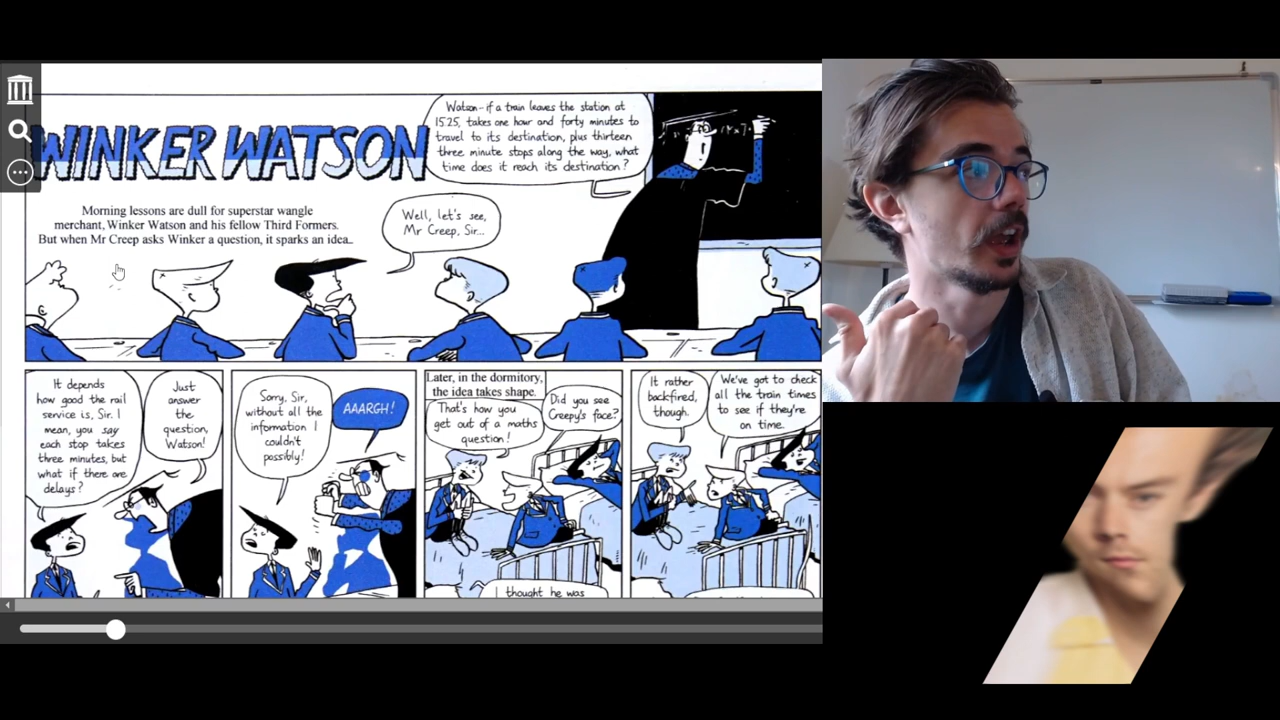 WINKER WATSON
Watson – if a train leaves the station at
15.25, takes one hour and forty minutes to
travel to its destination, plus thirteen
three minute stops along the way, what
time does it reach its destination?
Morning lessons are dull for superstar wangle
merchant, Winker Watson and his fellow Third Formers.
But when Mr Creep asks Winker a question, it sparks an idea..
Well, let's see,
Mr Creep, Sir...
It depends
how good the rail
service is, Sir. I
mean, you say
each stop takes
three minutes, but
what if there are
delays?
Just
answer
the
question,
Watson!
Sorry, Sir,
without all the
information I
couldn't
possibly!
AAARGH!
Later, in the dormitory,
the idea takes shape.
That's how you
get out of a maths
question!
Did you see
Creepy's face?
I thought he was
It rather
backfired,
though.
We've got to check
all the train times
to see if they're
on time.